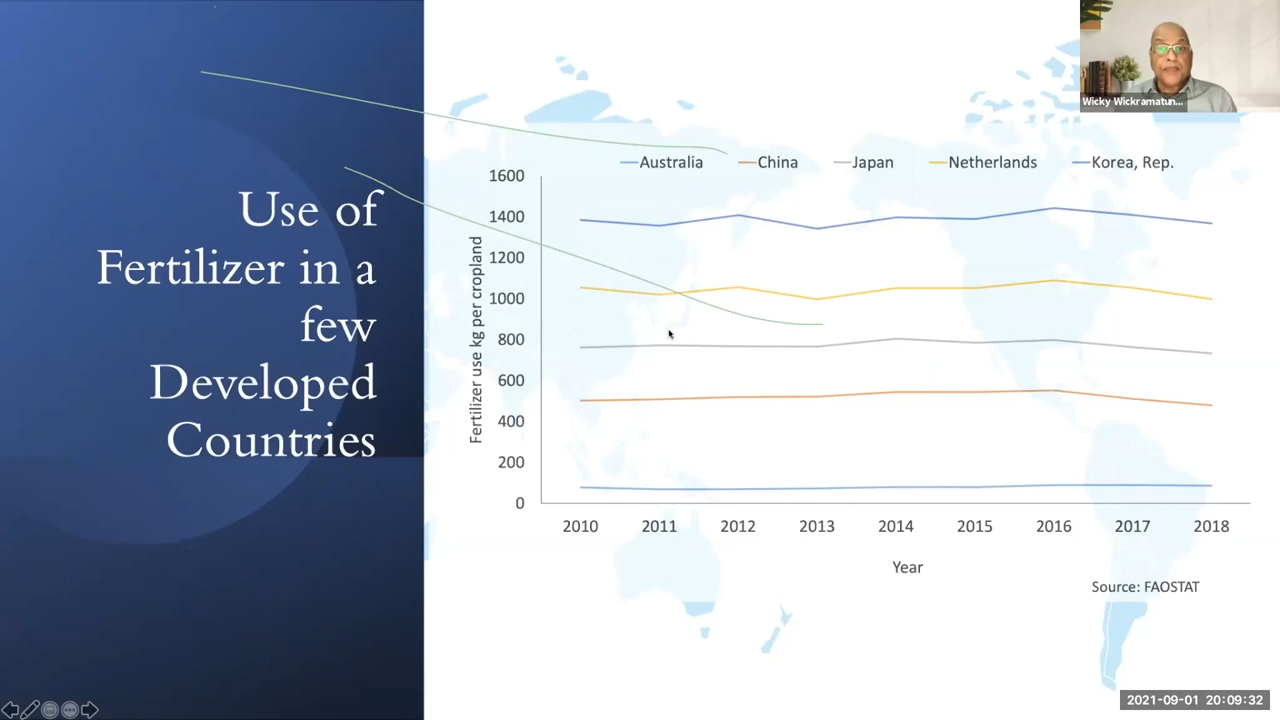 Wicky Wickramatun...
Use of
Fertilizer in a
few
Developed
Countries
Australia China Japan Netherlands Korea, Rep.
Fertilizer use kg per cropland
1600
1400
1200
1000
800
600
400
200
0
2010 2011 2012 2013 2014 2015 2016 2017 2018
Year
Source: FAOSTAT
2021-09-01 20:09:32